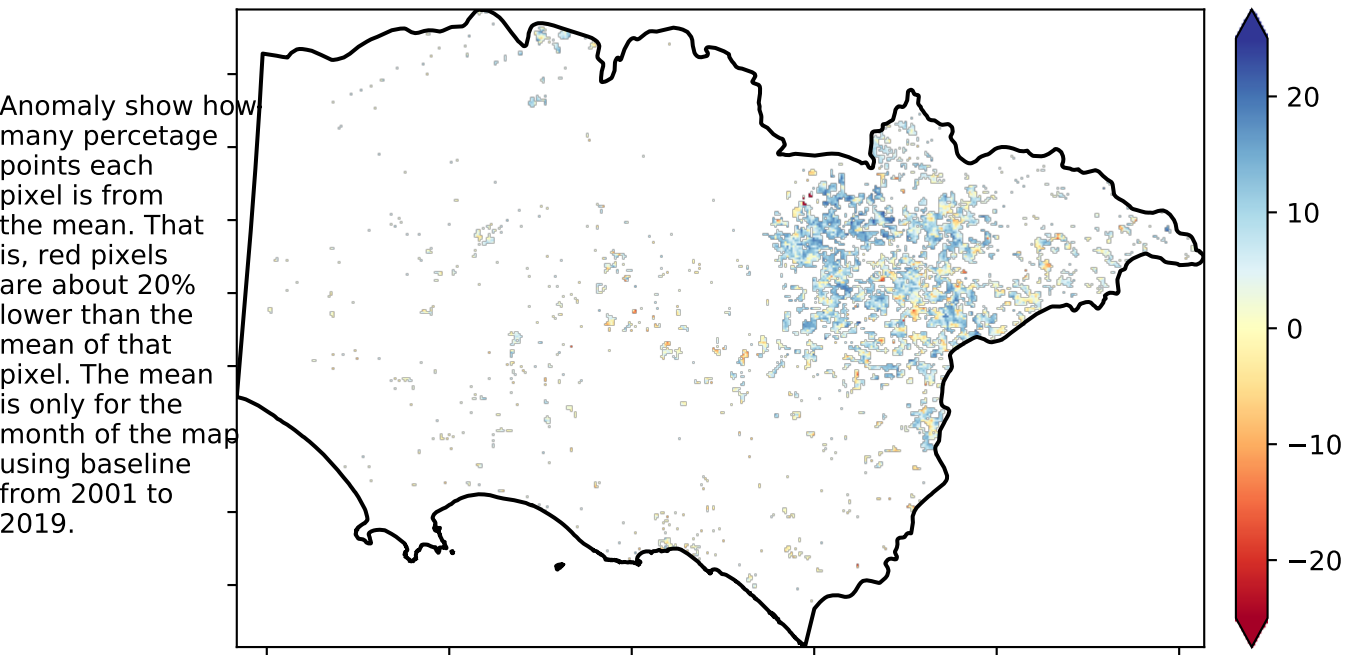 Anomaly show how
many percetage
points each
pixel is from
the mean. That
is, red pixels
are about 20%
lower than the
mean of that
pixel. The mean
is only for the
month of the map
using baseline
from 2001 to
2019.
20
10
0
−10
−20